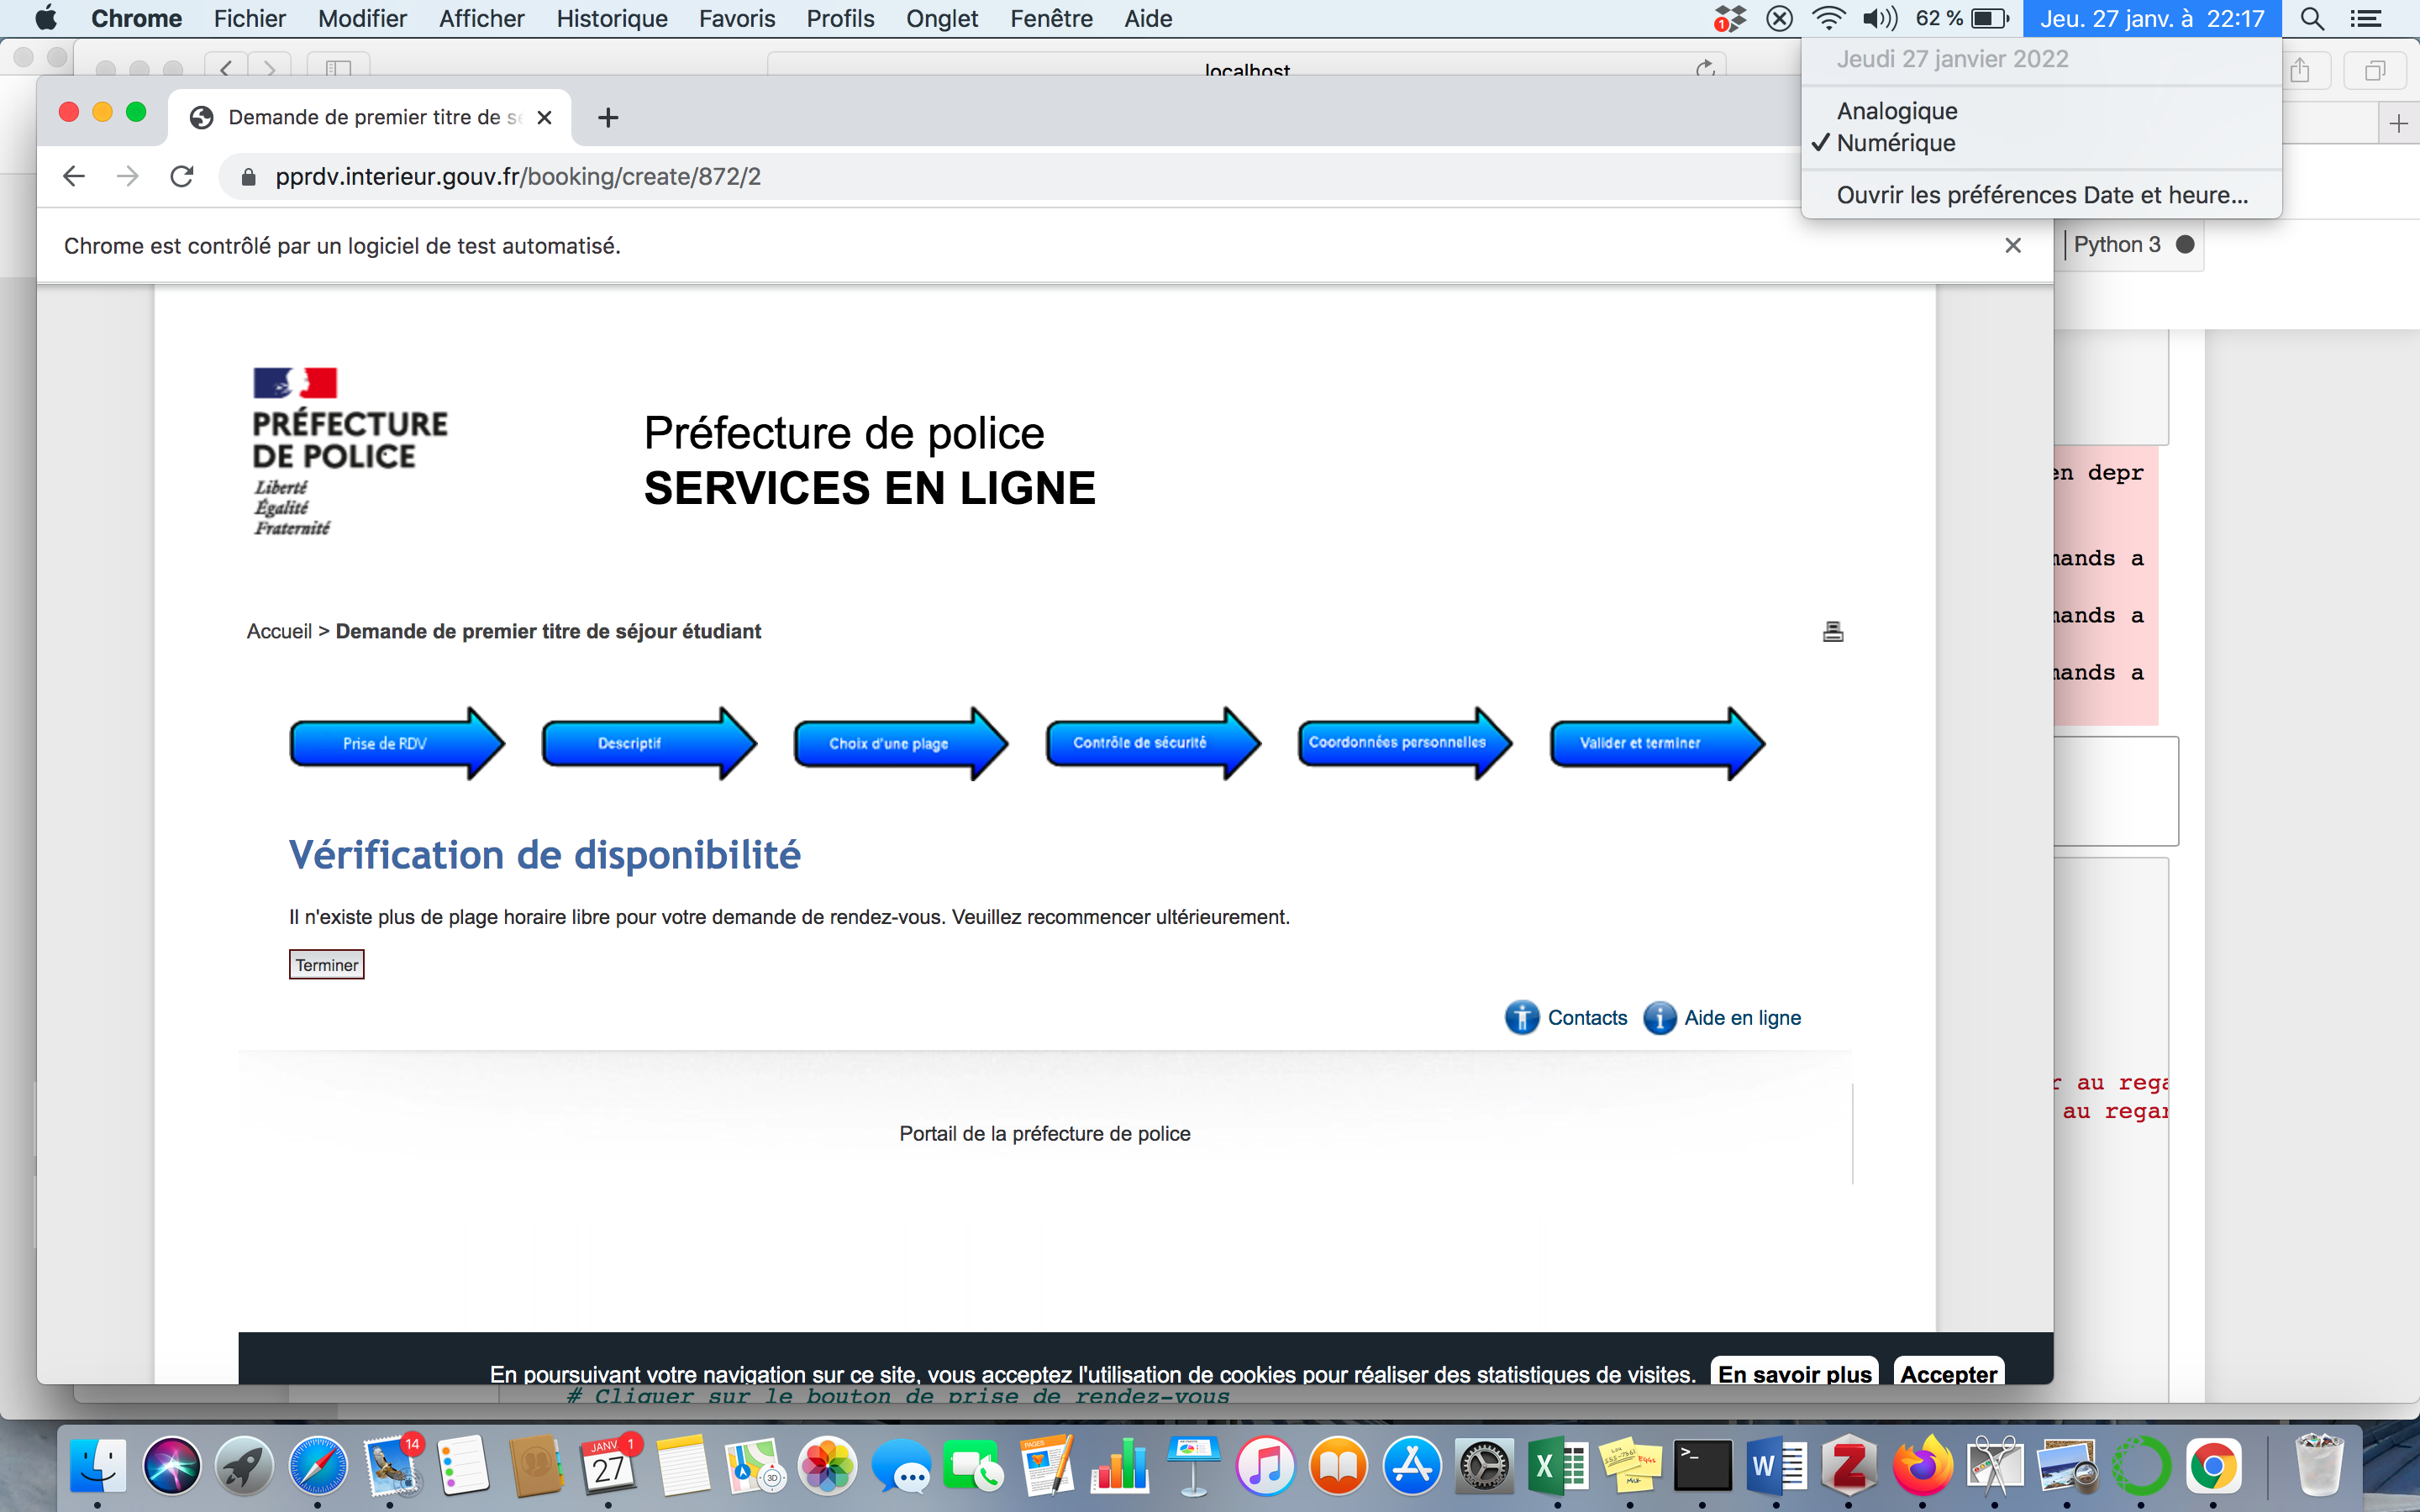 Chrome Fichier Modifier Afficher Historique Favoris Profils Onglet Fenêtre Aide 1 62 % Jeu. 27 janv. à 22:17
Jeudi 27 janvier 2022
Analogique
✓ Numérique
Ouvrir les préférences Date et heure...
localhost
Demande de premier titre de sé
pprdv.interieur.gouv.fr/booking/create/872/2
Chrome est contrôlé par un logiciel de test automatisé.
Python 3
PRÉFECTURE
DE POLICE
Liberté
Égalité
Fraternité
Préfecture de police
SERVICES EN LIGNE
en depr
mands a
mands a
mands a
Accueil > Demande de premier titre de séjour étudiant
Prise de RDV Descriptif Choix d'une plage Contrôle de sécurité Coordonnées personnelles Valider et terminer
Vérification de disponibilité
Il n'existe plus de plage horaire libre pour votre demande de rendez-vous. Veuillez recommencer ultérieurement.
Terminer
Contacts Aide en ligne
r au rega
au regar
Portail de la préfecture de police
En poursuivant votre navigation sur ce site, vous acceptez l'utilisation de cookies pour réaliser des statistiques de visites. En savoir plus Accepter
# Cliquer sur le bouton de prise de rendez-vous
14 JANV. 1
27 3D PAGES X >_ W Z